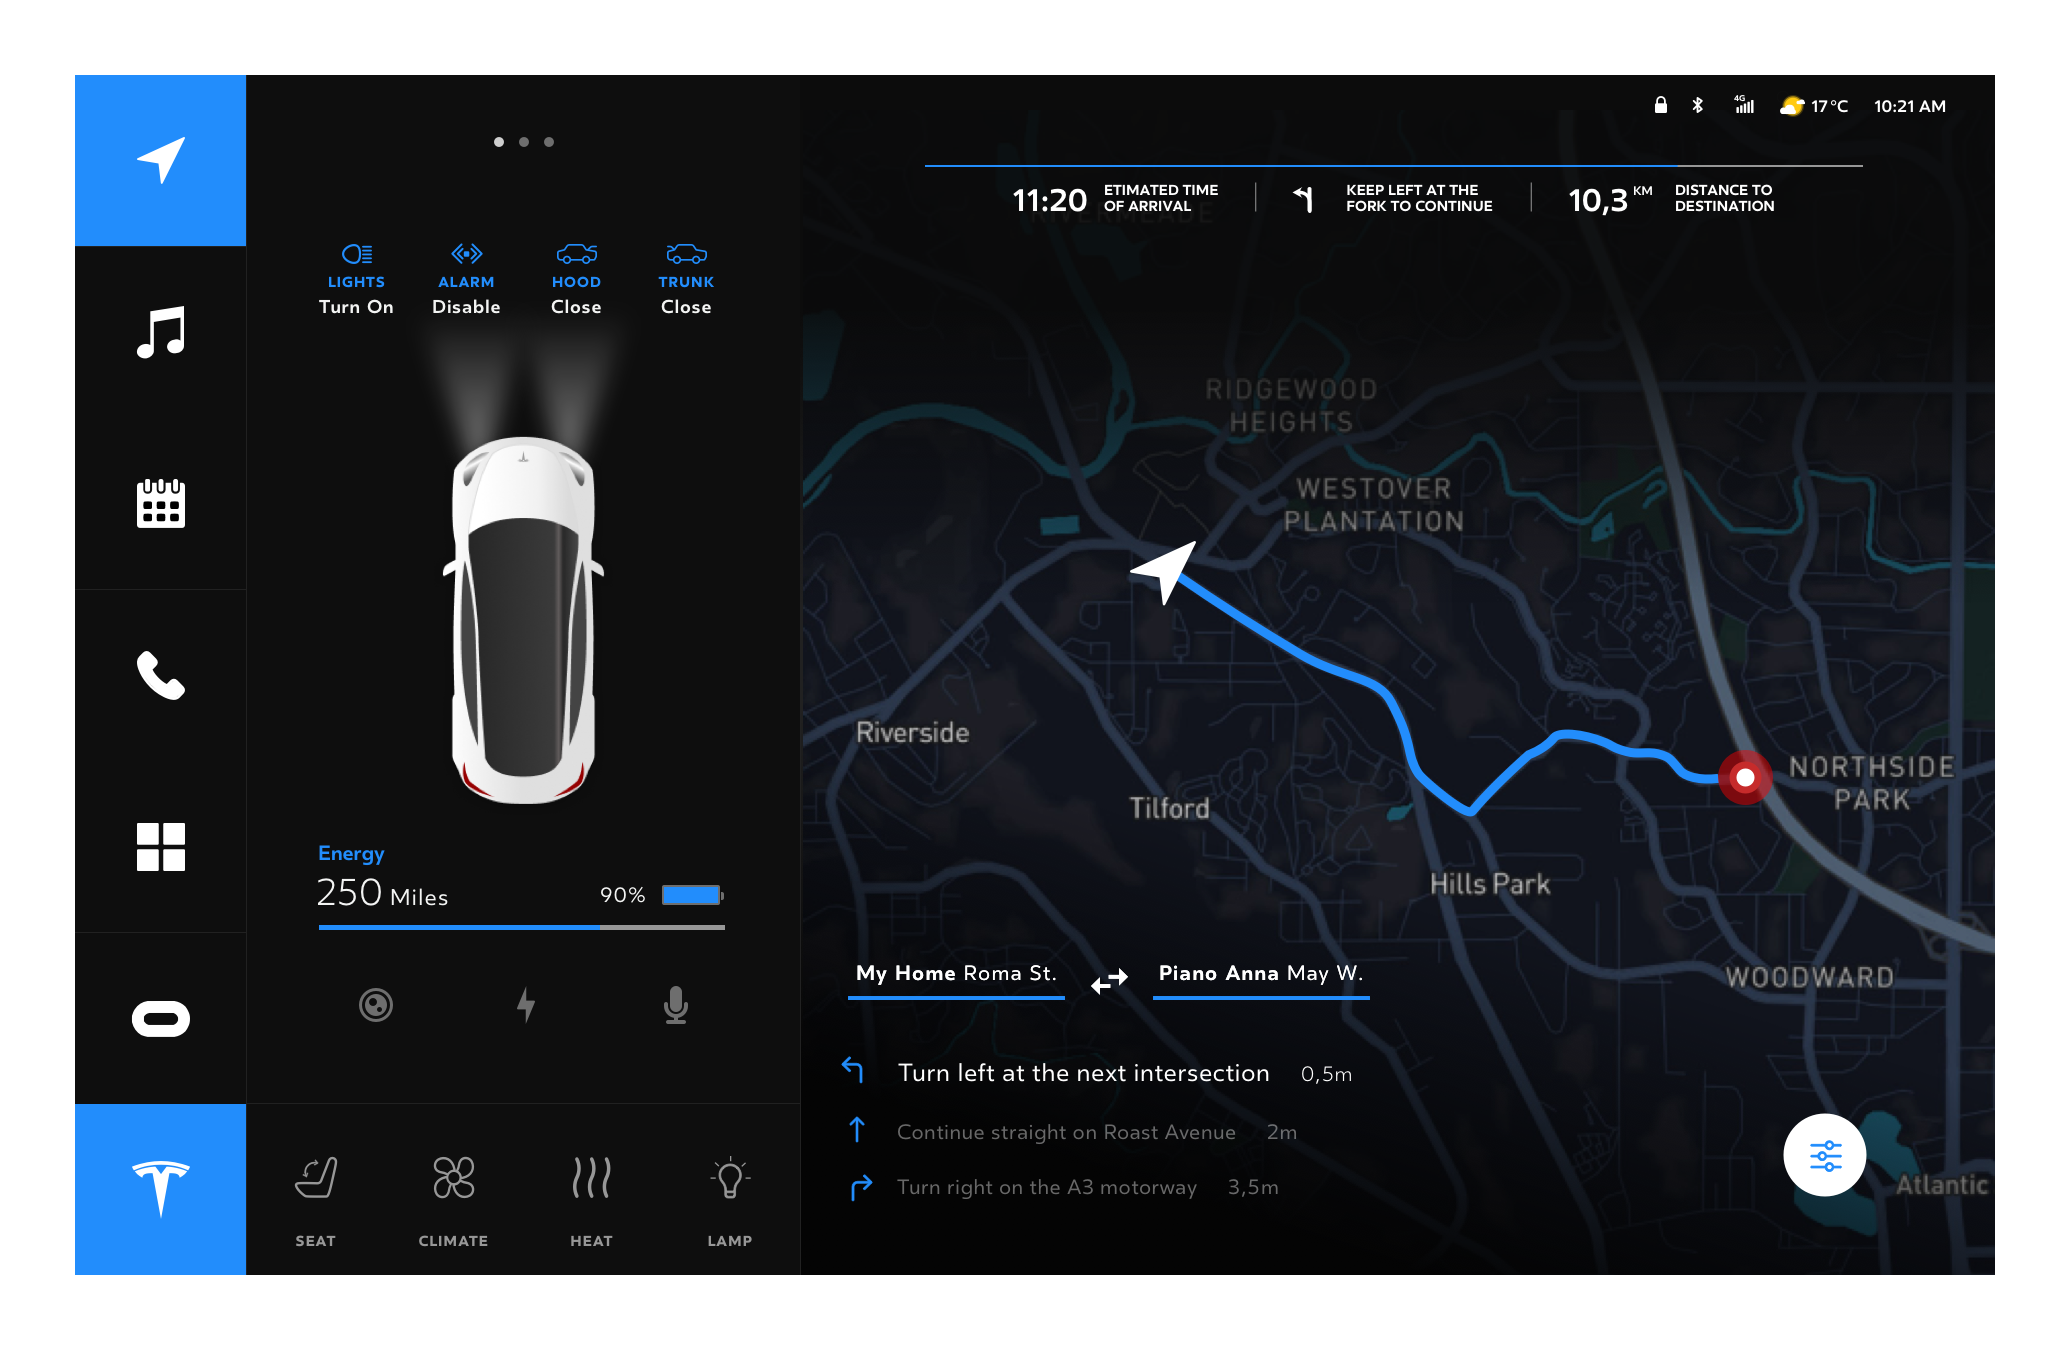 4G
17°C
10:21 AM
11:20
ETIMATED TIME
OF ARRIVAL
KEEP LEFT AT THE
FORK TO CONTINUE
10,3 KM
DISTANCE TO
DESTINATION
LIGHTS
Turn On
ALARM
Disable
HOOD
Close
TRUNK
Close
Energy
250 Miles
90%
SEAT
CLIMATE
HEAT
LAMP
RIVERMEADE
RIDGEWOOD
HEIGHTS
WESTOVER
PLANTATION
Riverside
Tilford
NORTHSIDE
PARK
Hills Park
WOODWARD
Atlantic
My Home Roma St.
Piano Anna May W.
Turn left at the next intersection 0,5m
Continue straight on Roast Avenue 2m
Turn right on the A3 motorway 3,5m